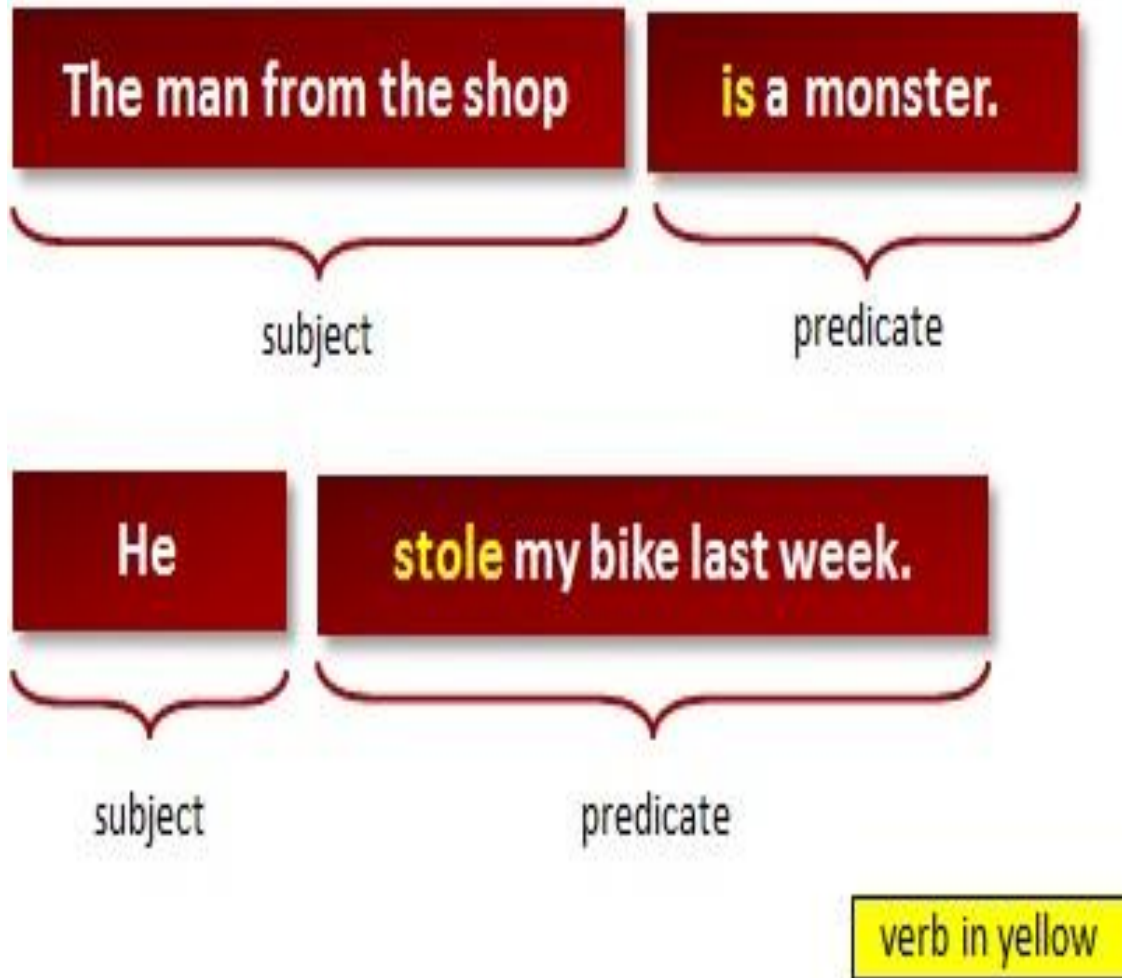 The man from the shop is a monster.
subject predicate
He stole my bike last week.
subject predicate
verb in yellow